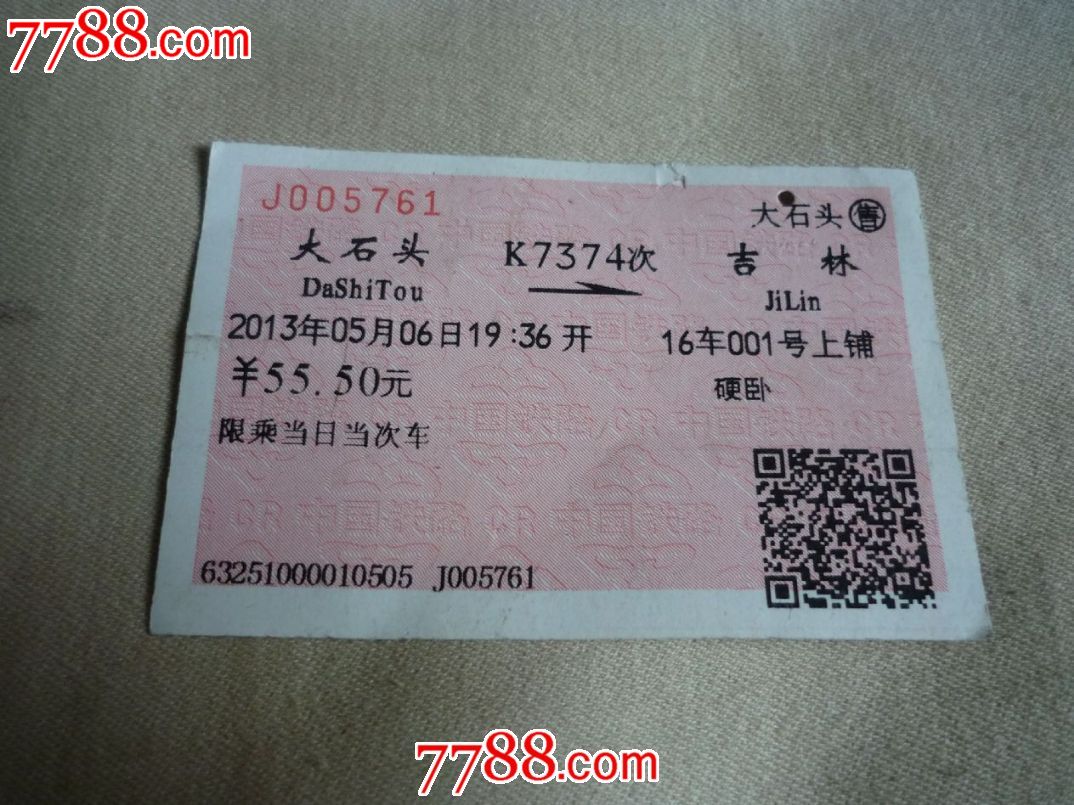 7788.com
J005761
大石头 售
大石头 K7374次 吉林
DaShiTou JiLin
2013年05月06日19:36开 16车001号上铺
¥55.50元 硬卧
限乘当日当次车
63251000010505 J005761
7788.com